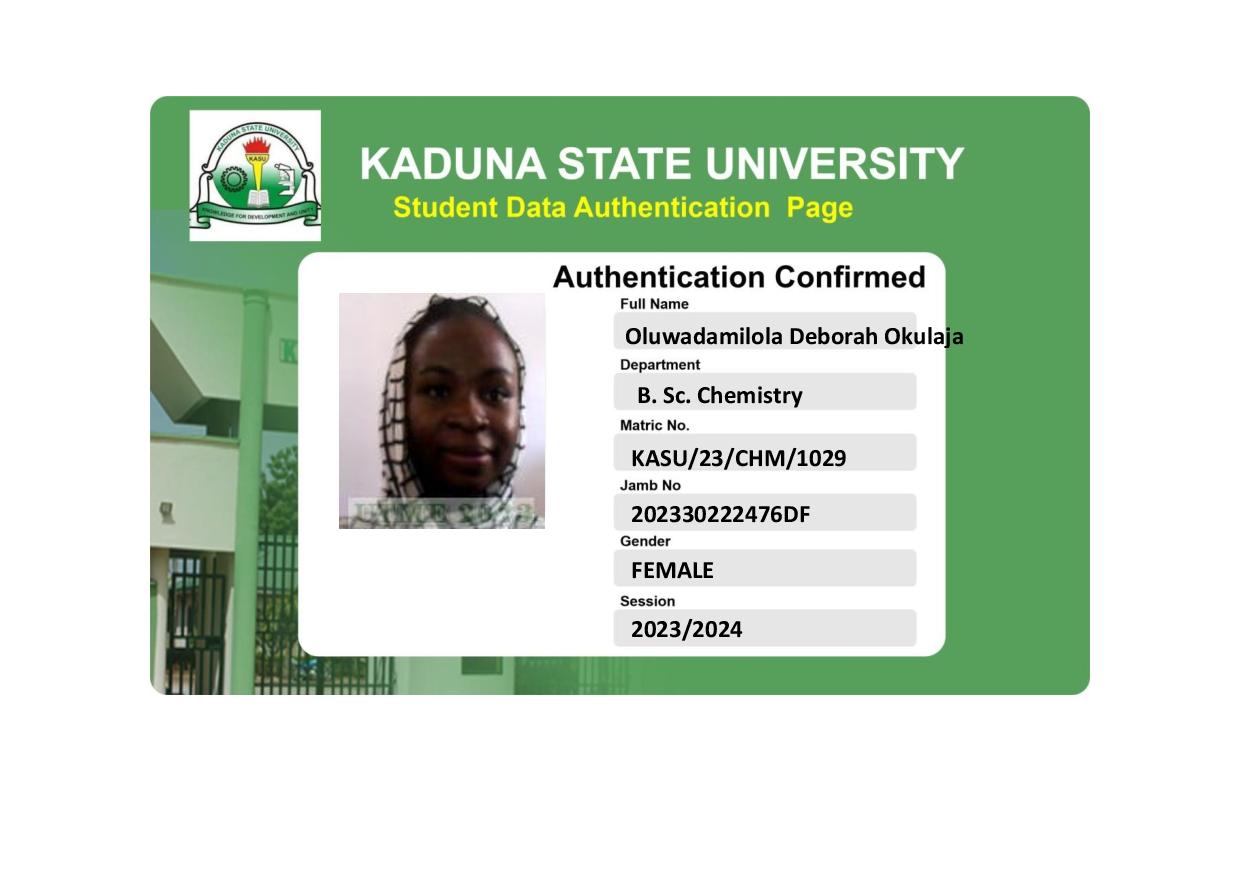 KADUNA STATE UNIVERSITY
KASU
KNOWLEDGE FOR DEVELOPMENT AND UNITY
KADUNA STATE UNIVERSITY
Student Data Authentication Page
Authentication Confirmed
Full Name
Oluwadamilola Deborah Okulaja
Department
B. Sc. Chemistry
Matric No.
KASU/23/CHM/1029
Jamb No
202330222476DF
Gender
FEMALE
Session
2023/2024